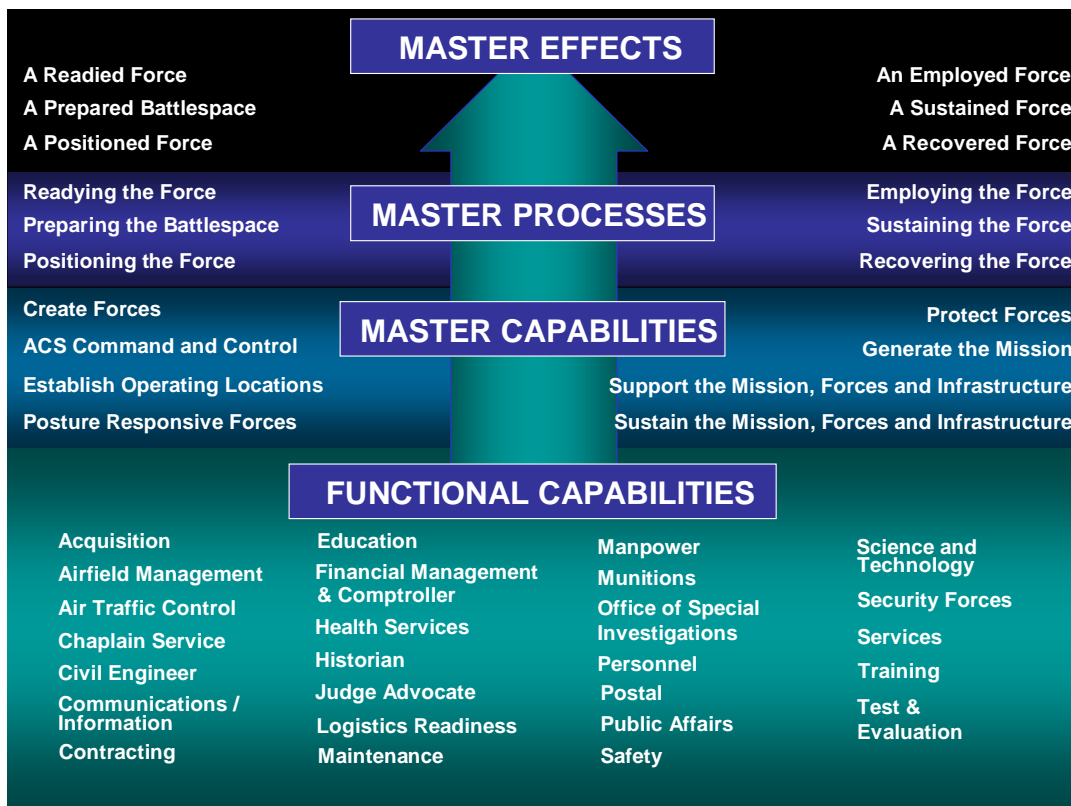 MASTER EFFECTS
A Readied Force
A Prepared Battlespace
A Positioned Force
An Employed Force
A Sustained Force
A Recovered Force
MASTER PROCESSES
Readying the Force
Preparing the Battlespace
Positioning the Force
Employing the Force
Sustaining the Force
Recovering the Force
MASTER CAPABILITIES
Create Forces
ACS Command and Control
Establish Operating Locations
Posture Responsive Forces
Protect Forces
Generate the Mission
Support the Mission, Forces and Infrastructure
Sustain the Mission, Forces and Infrastructure
FUNCTIONAL CAPABILITIES
Acquisition
Airfield Management
Air Traffic Control
Chaplain Service
Civil Engineer
Communications /
Information
Contracting
Education
Financial Management
& Comptroller
Health Services
Historian
Judge Advocate
Logistics Readiness
Maintenance
Manpower
Munitions
Office of Special
Investigations
Personnel
Postal
Public Affairs
Safety
Science and
Technology
Security Forces
Services
Training
Test &
Evaluation